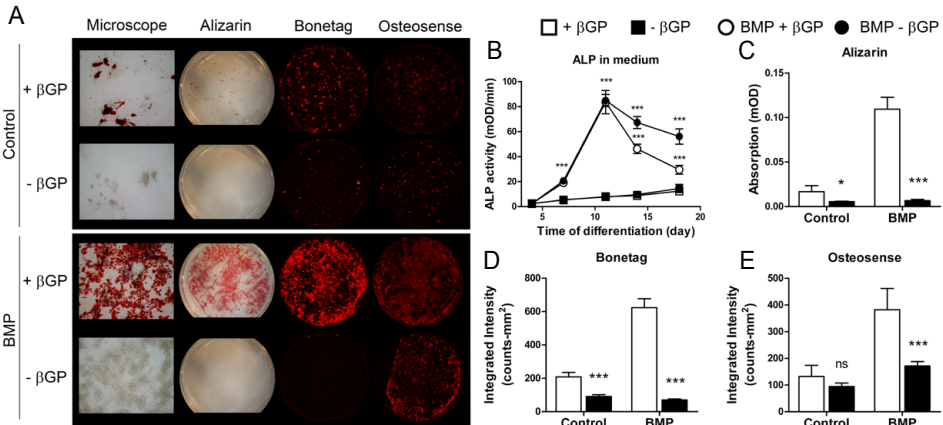 A
Microscope Alizarin Bonetag Osteosense
Control
+ βGP
- βGP
BMP
+ βGP
- βGP
+ βGP - βGP BMP + βGP BMP - βGP
B
ALP in medium
ALP activity (mOD/min)
100
80
60
40
20
0
***
***
***
***
***
***
5 10 15 20
Time of differentiation (day)
C
Alizarin
Absorption (mOD)
0.15
0.10
0.05
0.00
*
***
Control BMP
D
Bonetag
Integrated Intensity
(counts-mm²)
800
600
400
200
0
***
***
Control BMP
E
Osteosense
Integrated Intensity
(counts-mm²)
500
400
300
200
100
0
ns
***
Control BMP